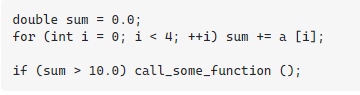 double sum = 0.0;
for (int i = 0; i < 4; ++i) sum += a [i];
if (sum > 10.0) call_some_function ();